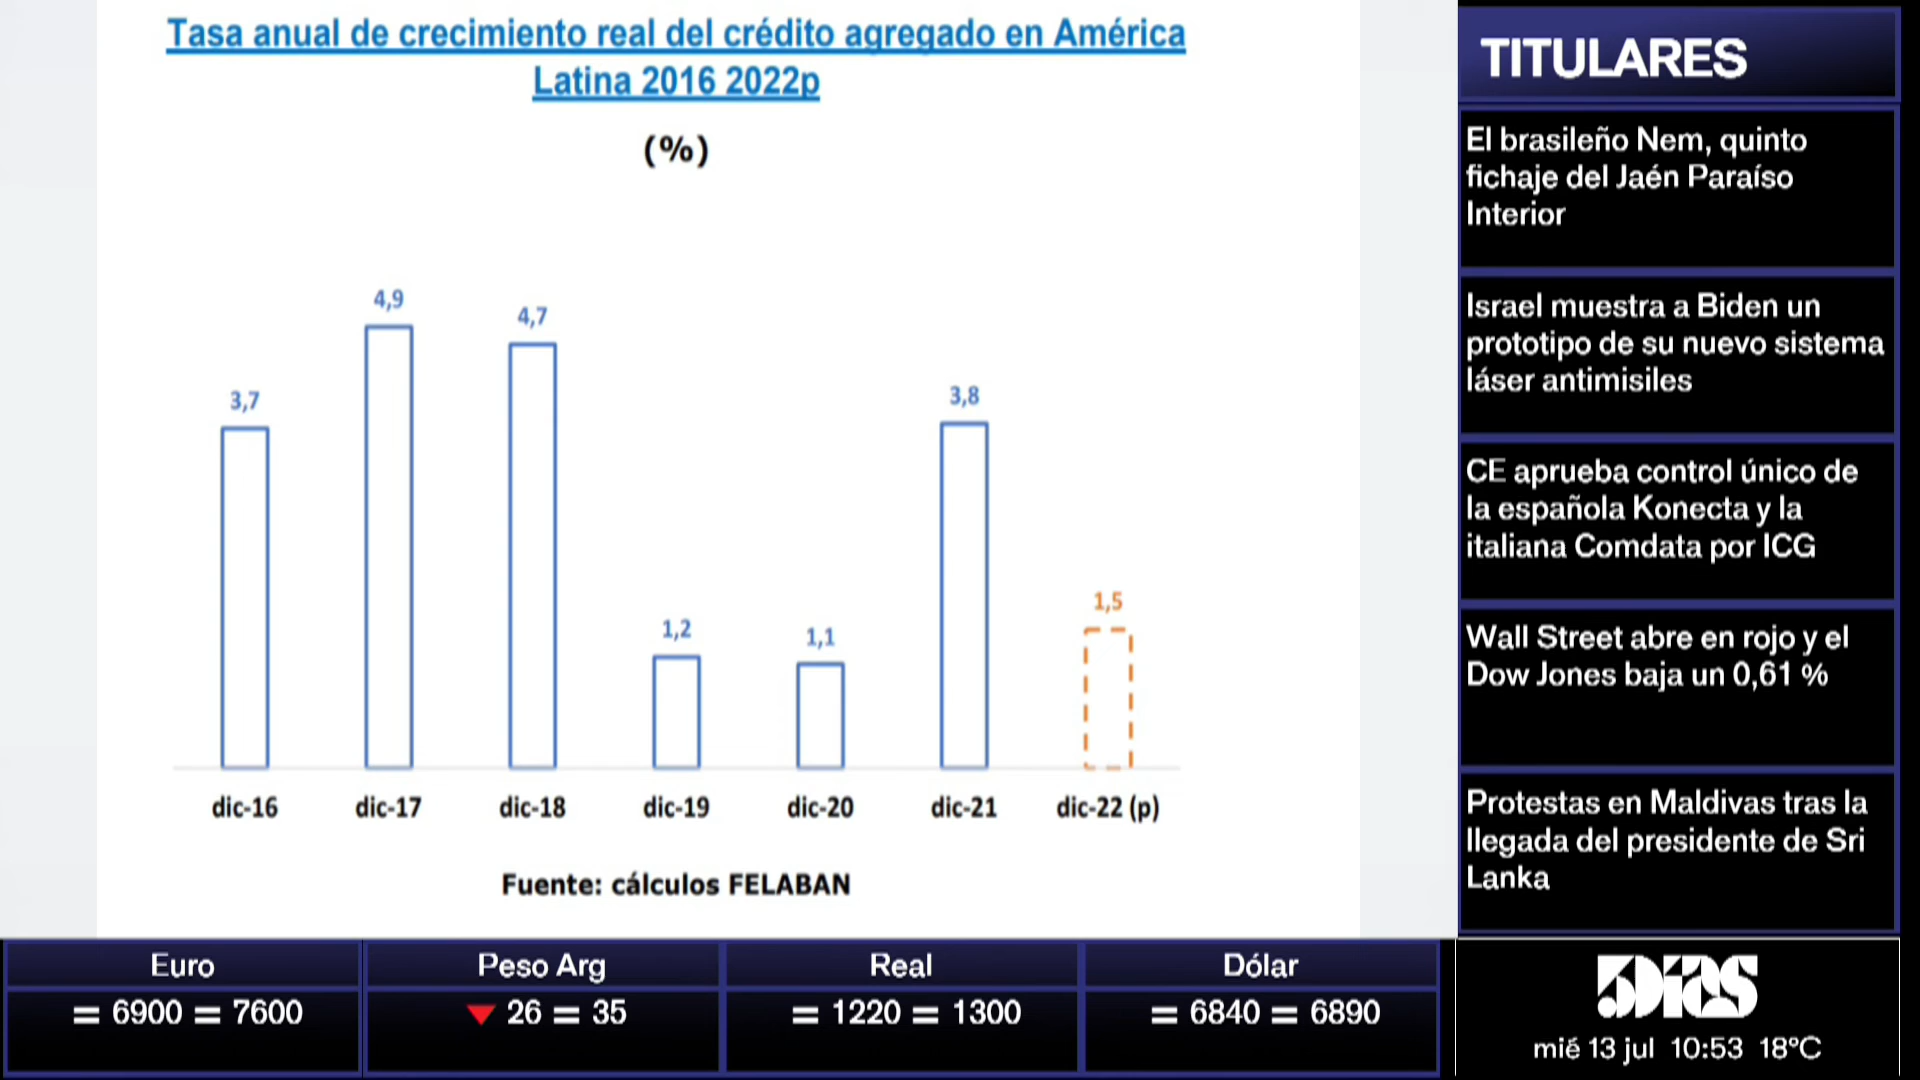 Tasa anual de crecimiento real del crédito agregado en América
Latina 2016 2022p
(%)
3,7
4,9
4,7
1,2
1,1
3,8
1,5
dic-16
dic-17
dic-18
dic-19
dic-20
dic-21
dic-22 (p)
Fuente: cálculos FELABAN
TITULARES
El brasileño Nem, quinto
fichaje del Jaén Paraíso
Interior
Israel muestra a Biden un
prototipo de su nuevo sistema
láser antimisiles
CE aprueba control único de
la española Konecta y la
italiana Comdata por ICG
Wall Street abre en rojo y el
Dow Jones baja un 0,61 %
Protestas en Maldivas tras la
llegada del presidente de Sri
Lanka
Euro
= 6900 = 7600
Peso Arg
▼ 26 = 35
Real
= 1220 = 1300
Dólar
= 6840 = 6890
5Días
mié 13 jul 10:53 18°C